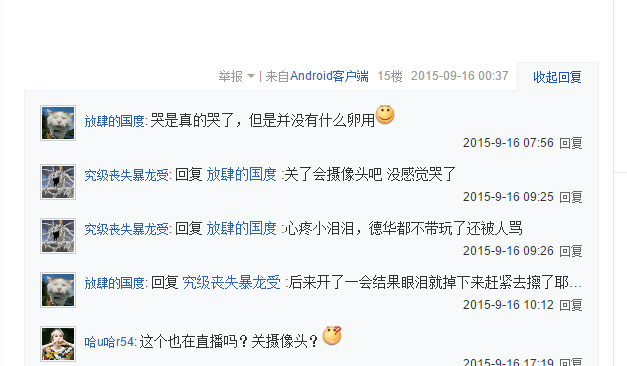 举报 | 来自Android客户端 15楼 2015-09-16 00:37 收起回复
放肆的国度: 哭是真的哭了，但是并没有什么卵用
2015-9-16 07:56 回复
究级丧失暴龙受: 回复 放肆的国度 :关了会摄像头吧 没感觉哭了
2015-9-16 09:25 回复
究级丧失暴龙受: 回复 放肆的国度 :心疼小泪泪，德华都不带玩了还被人骂
2015-9-16 09:26 回复
放肆的国度: 回复 究级丧失暴龙受 :后来开了一会结果眼泪就掉下来赶紧去擦了耶…
2015-9-16 10:12 回复
哈u哈r54: 这个也在直播吗？关摄像头？
2015-9-16 17:19 回复